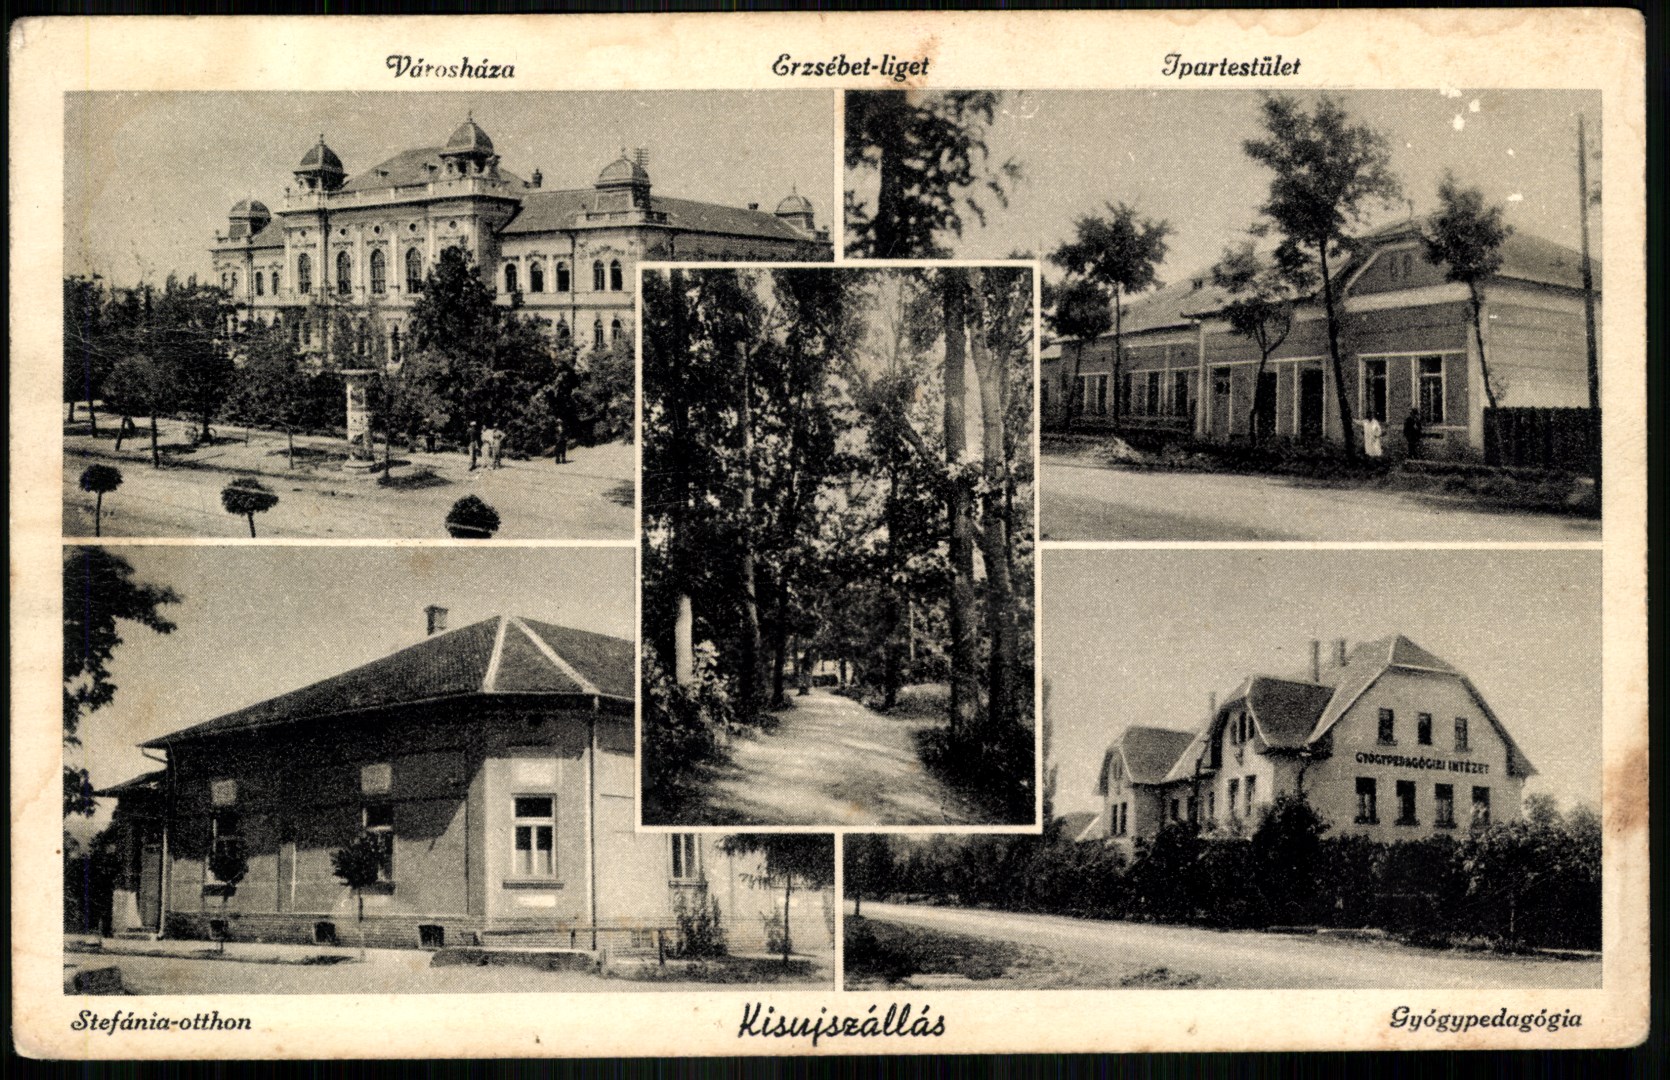 Városháza
Erzsébet-liget
Ipartestület
GYÓGYPEDAGÓGIAI INTÉZET
Stefánia-otthon
Kisujszállás
Gyógypedagógia